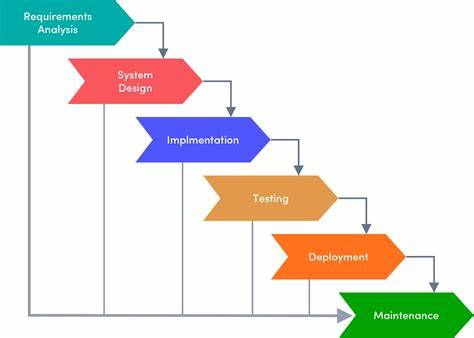 Requirements
Analysis
System
Design
Implmentation
Testing
Deployment
Maintenance